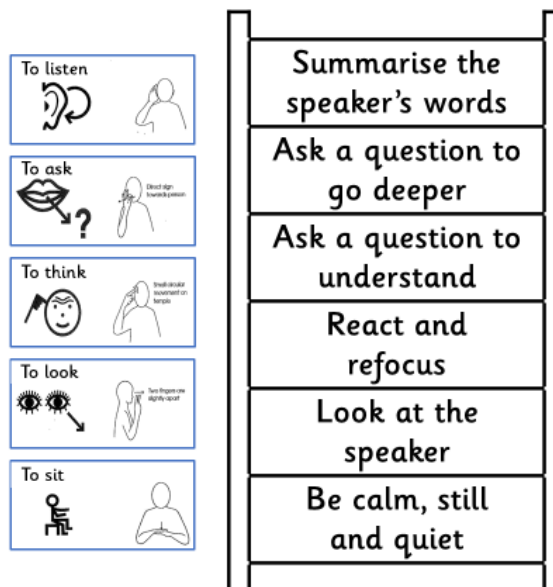 To listen
To ask
Direct sign
towards person
?
To think
Small circular
movement on
temple
To look
Two fingers are
slightly apart
To sit
Summarise the
speaker's words
Ask a question to
go deeper
Ask a question to
understand
React and
refocus
Look at the
speaker
Be calm, still
and quiet